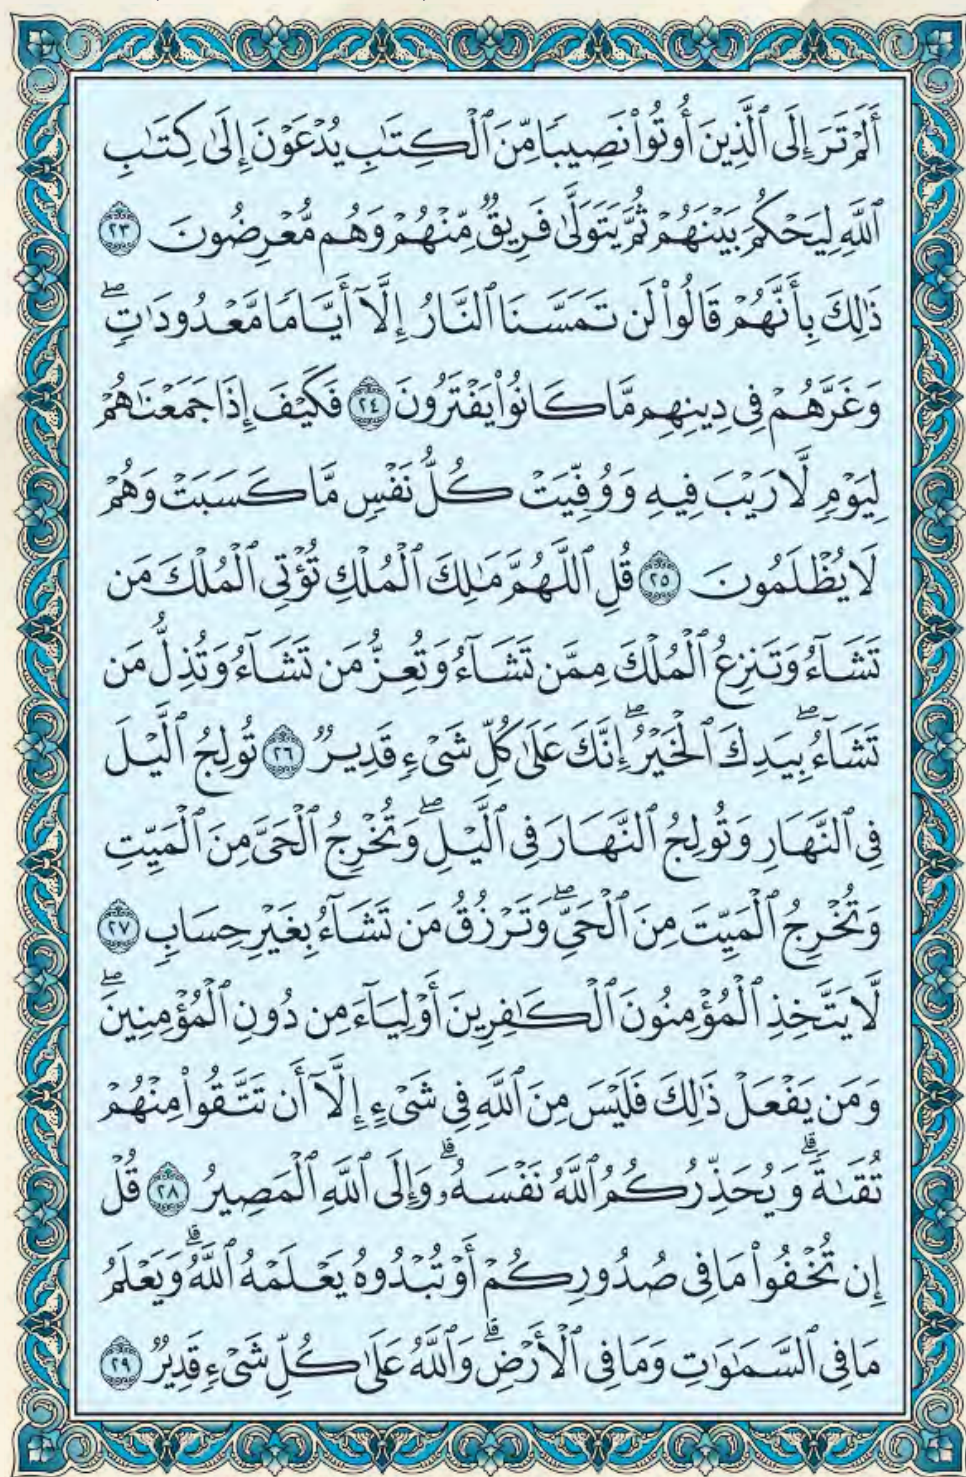 أَلَمْ تَرَ إِلَى ٱلَّذِينَ أُوتُوا۟ نَصِيبًا مِّنَ ٱلْكِتَٰبِ يُدْعَوْنَ إِلَىٰ كِتَٰبِ
ٱللَّهِ لِيَحْكُمَ بَيْنَهُمْ ثُمَّ يَتَوَلَّىٰ فَرِيقٌ مِّنْهُمْ وَهُم مُّعْرِضُونَ ٢٣
ذَٰلِكَ بِأَنَّهُمْ قَالُوا۟ لَن تَمَسَّنَا ٱلنَّارُ إِلَّآ أَيَّامًا مَّعْدُودَٰتٍ ۖ
وَغَرَّهُمْ فِى دِينِهِم مَّا كَانُوا۟ يَفْتَرُونَ ٢٤ فَكَيْفَ إِذَا جَمَعْنَٰهُمْ
لِيَوْمٍ لَّا رَيْبَ فِيهِ وَوُفِّيَتْ كُلُّ نَفْسٍ مَّا كَسَبَتْ وَهُمْ
لَا يُظْلَمُونَ ٢٥ قُلِ ٱللَّهُمَّ مَٰلِكَ ٱلْمُلْكِ تُؤْتِى ٱلْمُلْكَ مَن
تَشَآءُ وَتَنزِعُ ٱلْمُلْكَ مِمَّن تَشَآءُ وَتُعِزُّ مَن تَشَآءُ وَتُذِلُّ مَن
تَشَآءُ ۖ بِيَدِكَ ٱلْخَيْرُ ۖ إِنَّكَ عَلَىٰ كُلِّ شَىْءٍ قَدِيرٌ ٢٦ تُولِجُ ٱلَّيْلَ
فِى ٱلنَّهَارِ وَتُولِجُ ٱلنَّهَارَ فِى ٱلَّيْلِ ۖ وَتُخْرِجُ ٱلْحَىَّ مِنَ ٱلْمَيِّتِ
وَتُخْرِجُ ٱلْمَيِّتَ مِنَ ٱلْحَىِّ ۖ وَتَرْزُقُ مَن تَشَآءُ بِغَيْرِ حِسَابٍ ٢٧
لَّا يَتَّخِذِ ٱلْمُؤْمِنُونَ ٱلْكَٰفِرِينَ أَوْلِيَآءَ مِن دُونِ ٱلْمُؤْمِنِينَ ۖ
وَمَن يَفْعَلْ ذَٰلِكَ فَلَيْسَ مِنَ ٱللَّهِ فِى شَىْءٍ إِلَّآ أَن تَتَّقُوا۟ مِنْهُمْ
تُقَىٰةً ۗ وَيُحَذِّرُكُمُ ٱللَّهُ نَفْسَهُۥ ۗ وَإِلَى ٱللَّهِ ٱلْمَصِيرُ ٢٨ قُلْ
إِن تُخْفُوا۟ مَا فِى صُدُورِكُمْ أَوْ تُبْدُوهُ يَعْلَمْهُ ٱللَّهُ ۗ وَيَعْلَمُ
مَا فِى ٱلسَّمَٰوَٰتِ وَمَا فِى ٱلْأَرْضِ ۗ وَٱللَّهُ عَلَىٰ كُلِّ شَىْءٍ قَدِيرٌ ٢٩